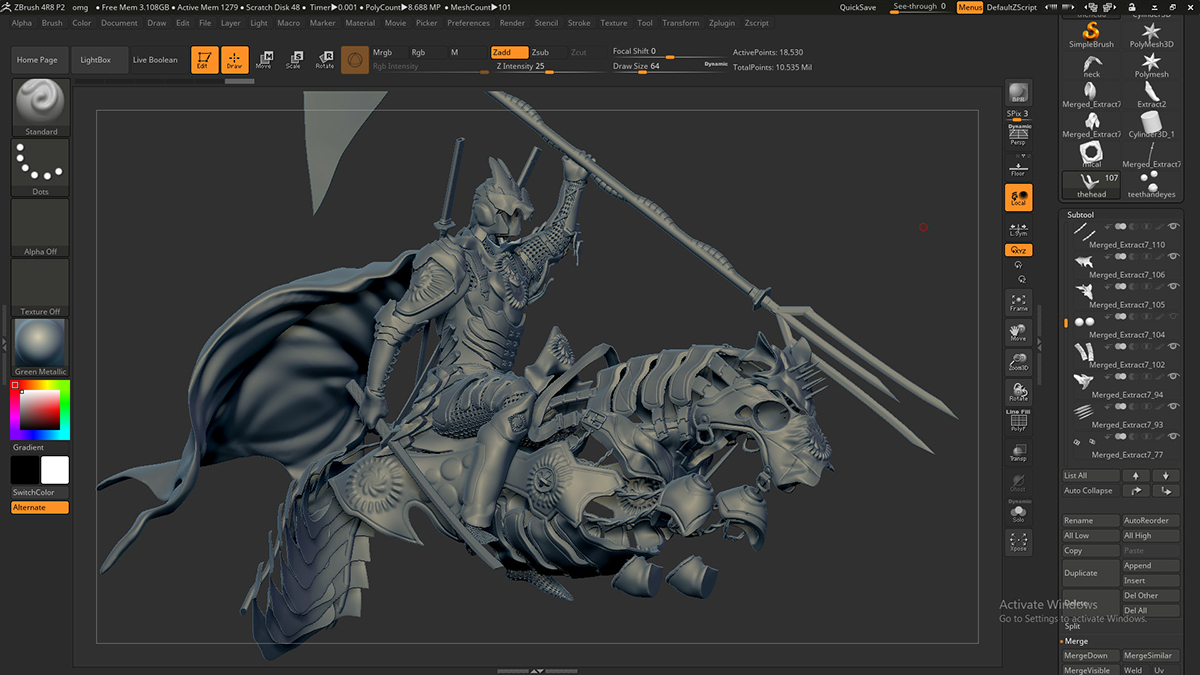 ZBrush 4R8 P2 omg • Free Mem 3.108GB • Active Mem 1279 • Scratch Disk 48 • Timer▶0.001 • PolyCount▶8.688 MP • MeshCount▶101 QuickSave See-through 0 Menus DefaultZScript
Alpha Brush Color Document Draw Edit File Layer Light Macro Marker Material Movie Picker Preferences Render Stencil Stroke Texture Tool Transform Zplugin Zscript
Home Page LightBox Live Boolean Edit Draw Move Scale Rotate
Mrgb Rgb M
Rgb Intensity
Zadd Zsub Zcut
Z Intensity 25
Focal Shift 0
Draw Size 64 Dynamic
ActivePoints: 18,530
TotalPoints: 10.535 Mil
Standard
Dots
Alpha Off
Texture Off
Green Metallic
Gradient
SwitchColor
Alternate
BPR
SPix 3
Dynamic
Persp
Floor
Local
L.Sym
XYZ
Frame
Move
Zoom3D
Rotate
Line Fill
PolyF
Transp
Ghost
Dynamic
Solo
Xpose
thehead Cylinder3D_1
SimpleBrush PolyMesh3D
neck Polymesh
Merged_Extract7 Extract2
Merged_Extract7 Cylinder3D_1
mical Merged_Extract7
107
thehead teethandeyes
Subtool
Merged_Extract7_110
Merged_Extract7_106
Merged_Extract7_105
Merged_Extract7_104
Merged_Extract7_102
Merged_Extract7_94
Merged_Extract7_93
Merged_Extract7_77
List All
Auto Collapse
Rename AutoReorder
All Low All High
Copy Paste
Duplicate Append
Insert
Delete Del Other
Del All
Activate Windows
Go to Settings to activate Windows.
Split
Merge
MergeDown MergeSimilar
MergeVisible Weld Uv